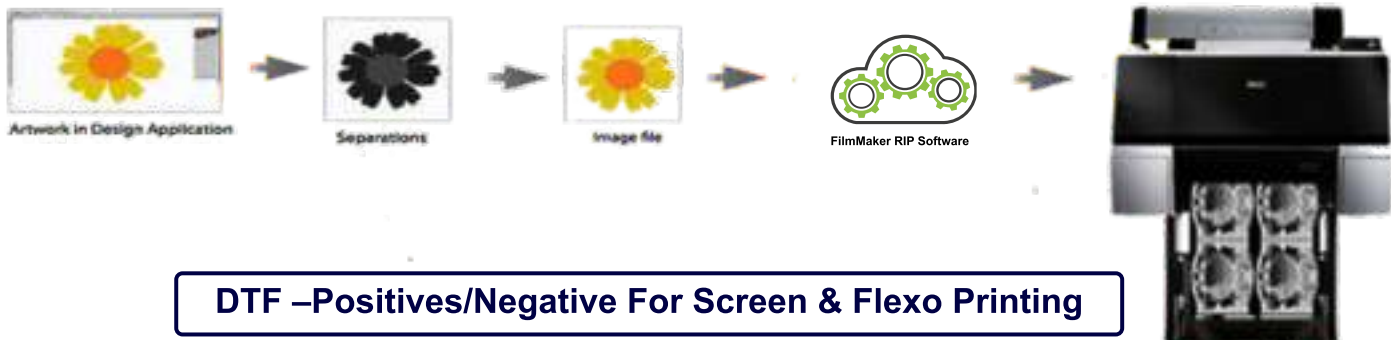 Artwork in Design Application
Separations
Image file
FilmMaker RIP Software
DTF –Positives/Negative For Screen & Flexo Printing